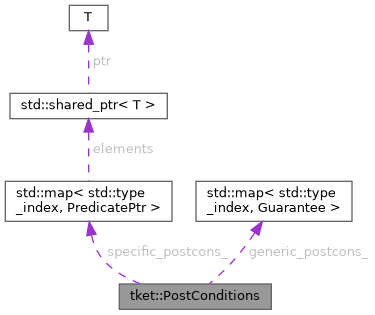 T
ptr
std::shared_ptr< T >
elements
std::map< std::type
_index, PredicatePtr >
std::map< std::type
_index, Guarantee >
specific_postcons_
generic_postcons_
tket::PostConditions